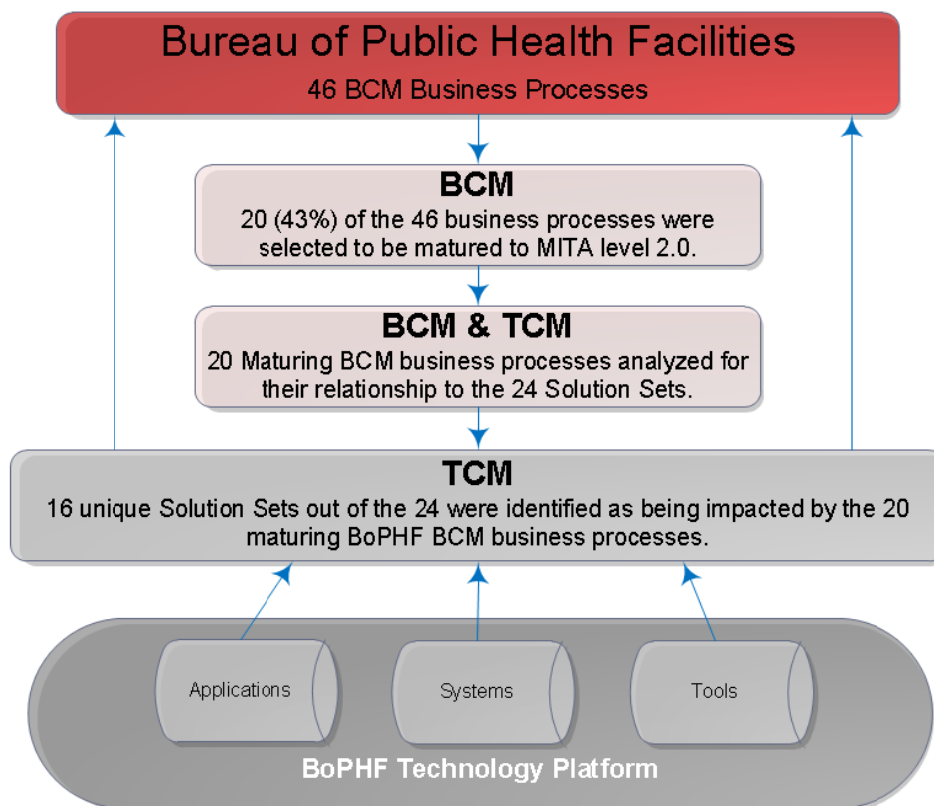 Bureau of Public Health Facilities
46 BCM Business Processes
BCM
20 (43%) of the 46 business processes were
selected to be matured to MITA level 2.0.
BCM & TCM
20 Maturing BCM business processes analyzed for
their relationship to the 24 Solution Sets.
TCM
16 unique Solution Sets out of the 24 were identified as being impacted by the 20
maturing BoPHF BCM business processes.
Applications
Systems
Tools
BoPHF Technology Platform